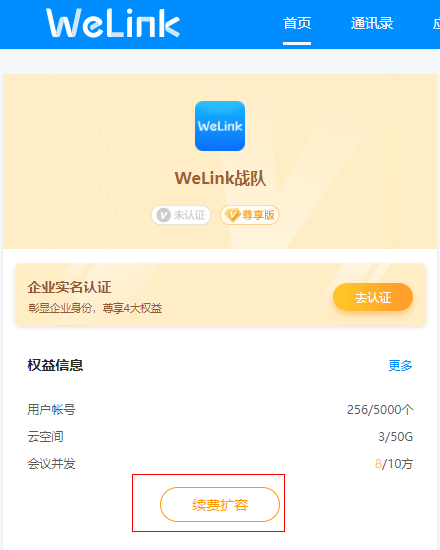 WeLink 首页 通讯录
WeLink
WeLink战队
未认证 尊享版
企业实名认证
彰显企业身份，尊享4大权益
去认证
权益信息 更多
用户帐号 256/5000个
云空间 3/50G
会议并发 8/10方
续费扩容